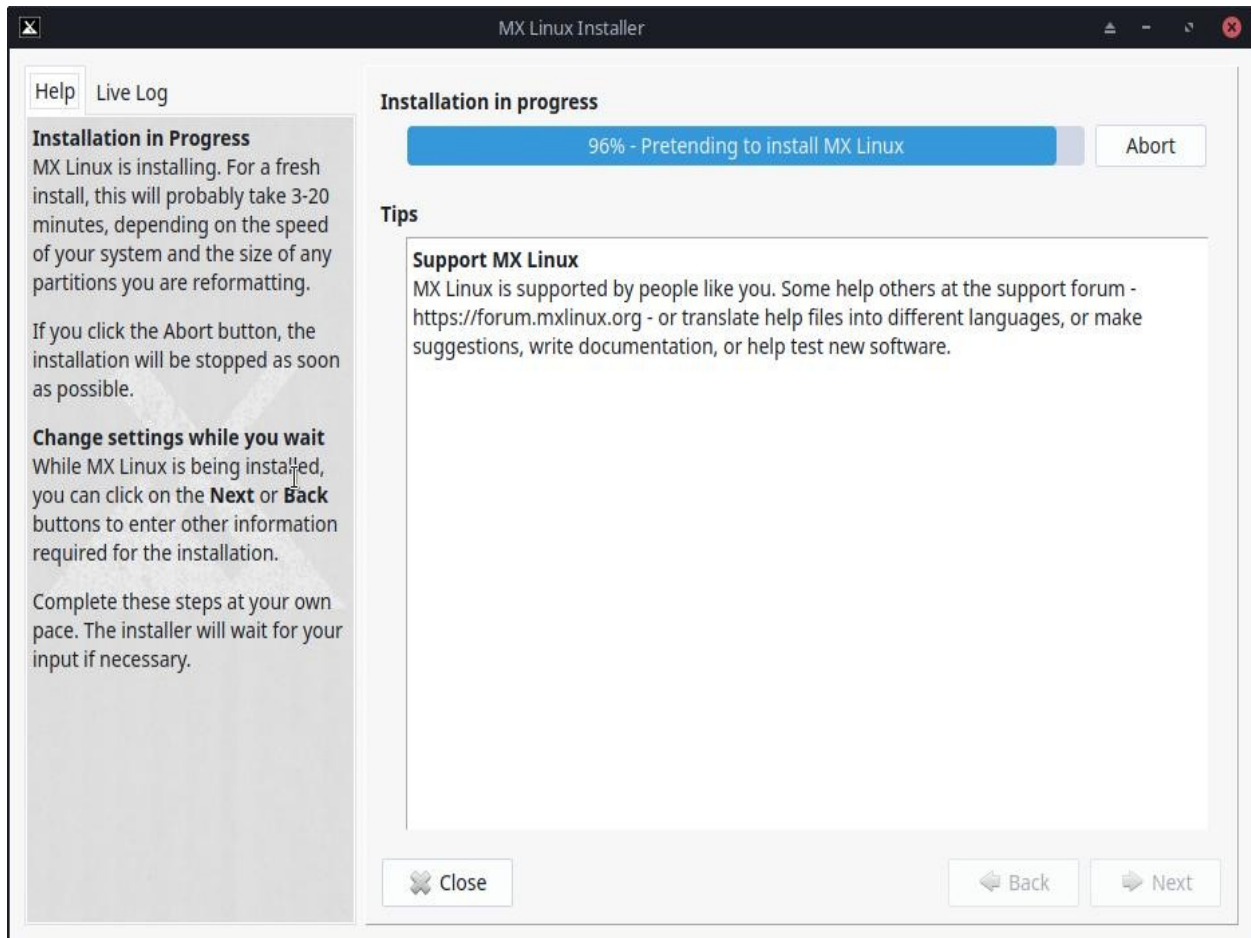 MX Linux Installer
Help
Live Log
Installation in Progress
MX Linux is installing. For a fresh
install, this will probably take 3-20
minutes, depending on the speed
of your system and the size of any
partitions you are reformatting.
If you click the Abort button, the
installation will be stopped as soon
as possible.
Change settings while you wait
While MX Linux is being installed,
you can click on the Next or Back
buttons to enter other information
required for the installation.
Complete these steps at your own
pace. The installer will wait for your
input if necessary.
Installation in progress
96% - Pretending to install MX Linux
Abort
Tips
Support MX Linux
MX Linux is supported by people like you. Some help others at the support forum -
https://forum.mxlinux.org - or translate help files into different languages, or make
suggestions, write documentation, or help test new software.
Close
Back
Next